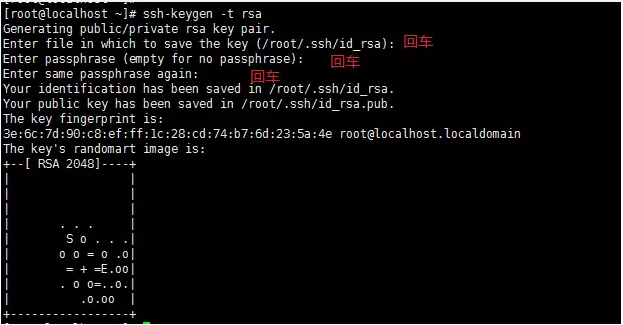 [root@localhost ~]# ssh-keygen -t rsa
Generating public/private rsa key pair.
Enter file in which to save the key (/root/.ssh/id_rsa): 回车
Enter passphrase (empty for no passphrase): 回车
Enter same passphrase again: 回车
Your identification has been saved in /root/.ssh/id_rsa.
Your public key has been saved in /root/.ssh/id_rsa.pub.
The key fingerprint is:
3e:6c:7d:90:c8:ef:ff:1c:28:cd:74:b7:6d:23:5a:4e root@localhost.localdomain
The key's randomart image is:
+--[ RSA 2048]----+
|                 |
|                 |
|                 |
|       . . .     |
|        S o . . .|
|       o o = o .o|
|        = + =E.oo|
|       . o o=..o.|
|          .o.oo  |
+-----------------+